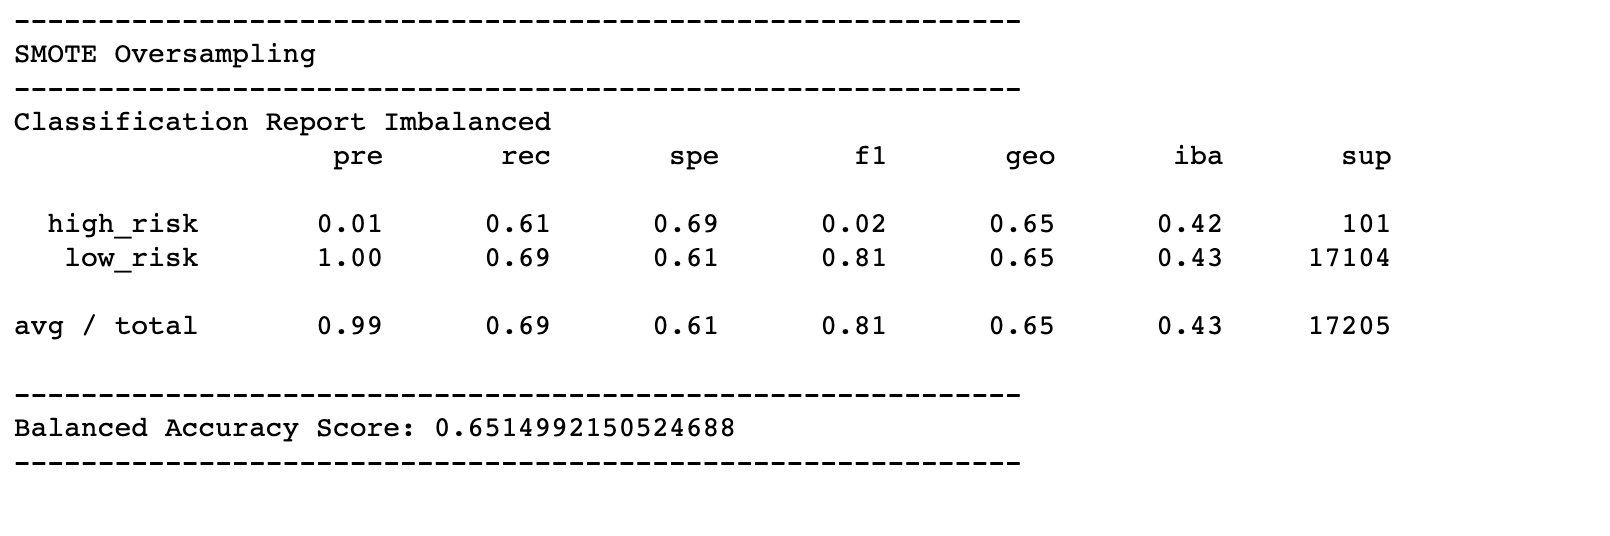 ------------------------------------------------------------
SMOTE Oversampling
------------------------------------------------------------
Classification Report Imbalanced
pre rec spe f1 geo iba sup
high_risk 0.01 0.61 0.69 0.02 0.65 0.42 101
low_risk 1.00 0.69 0.61 0.81 0.65 0.43 17104
avg / total 0.99 0.69 0.61 0.81 0.65 0.43 17205
------------------------------------------------------------
Balanced Accuracy Score: 0.6514992150524688
------------------------------------------------------------